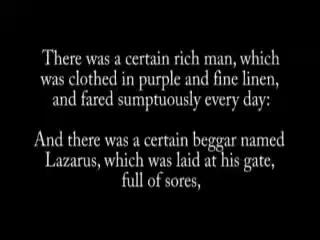 There was a certain rich man, which
was clothed in purple and fine linen,
and fared sumptuously every day:
And there was a certain beggar named
Lazarus, which was laid at his gate,
full of sores,